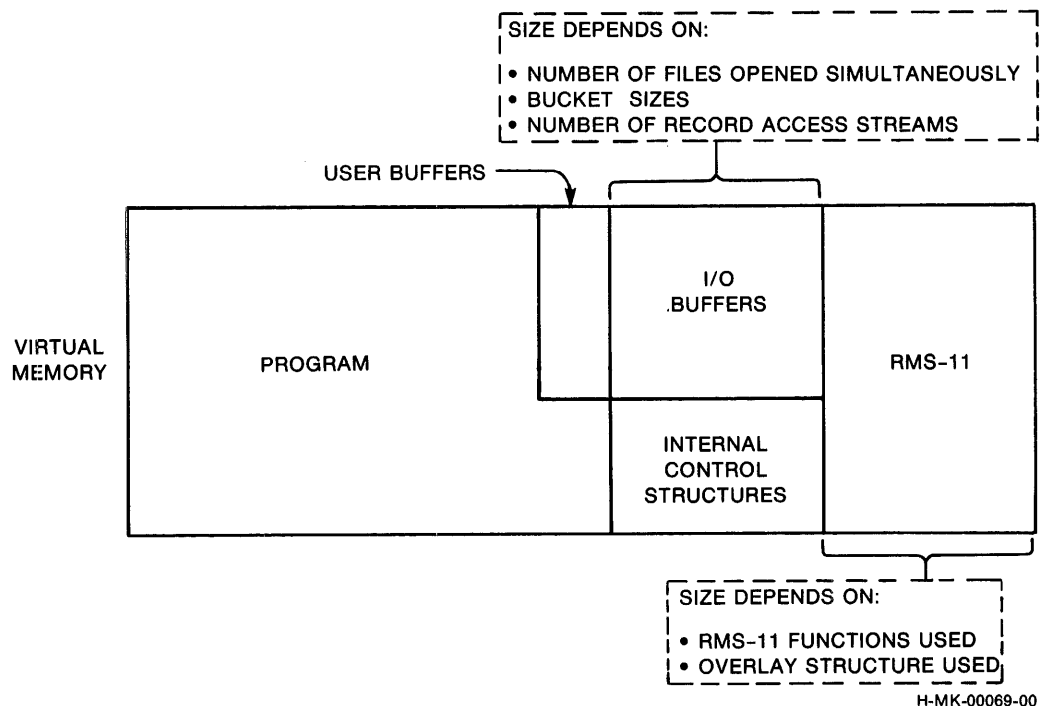 SIZE DEPENDS ON:
• NUMBER OF FILES OPENED SIMULTANEOUSLY
• BUCKET SIZES
• NUMBER OF RECORD ACCESS STREAMS
USER BUFFERS
I/O
.BUFFERS
VIRTUAL
MEMORY
PROGRAM
RMS-11
INTERNAL
CONTROL
STRUCTURES
SIZE DEPENDS ON:
• RMS-11 FUNCTIONS USED
• OVERLAY STRUCTURE USED
H-MK-00069-00